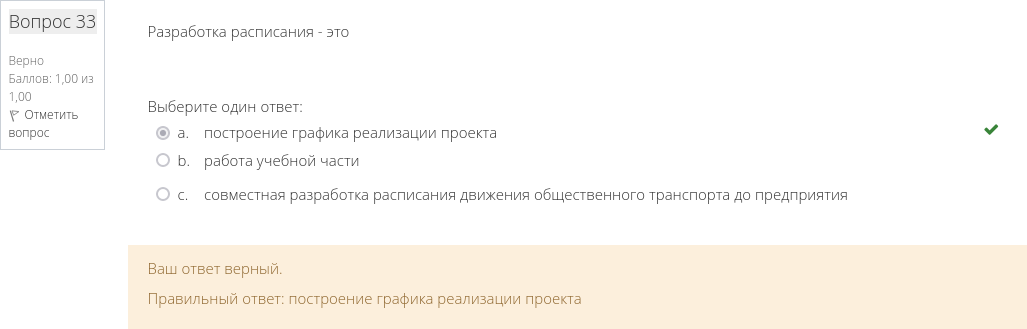 Вопрос 33
Верно
Баллов: 1,00 из
1,00
Отметить
вопрос
Разработка расписания - это
Выберите один ответ:
a. построение графика реализации проекта
b. работа учебной части
c. совместная разработка расписания движения общественного транспорта до предприятия
Ваш ответ верный.
Правильный ответ: построение графика реализации проекта